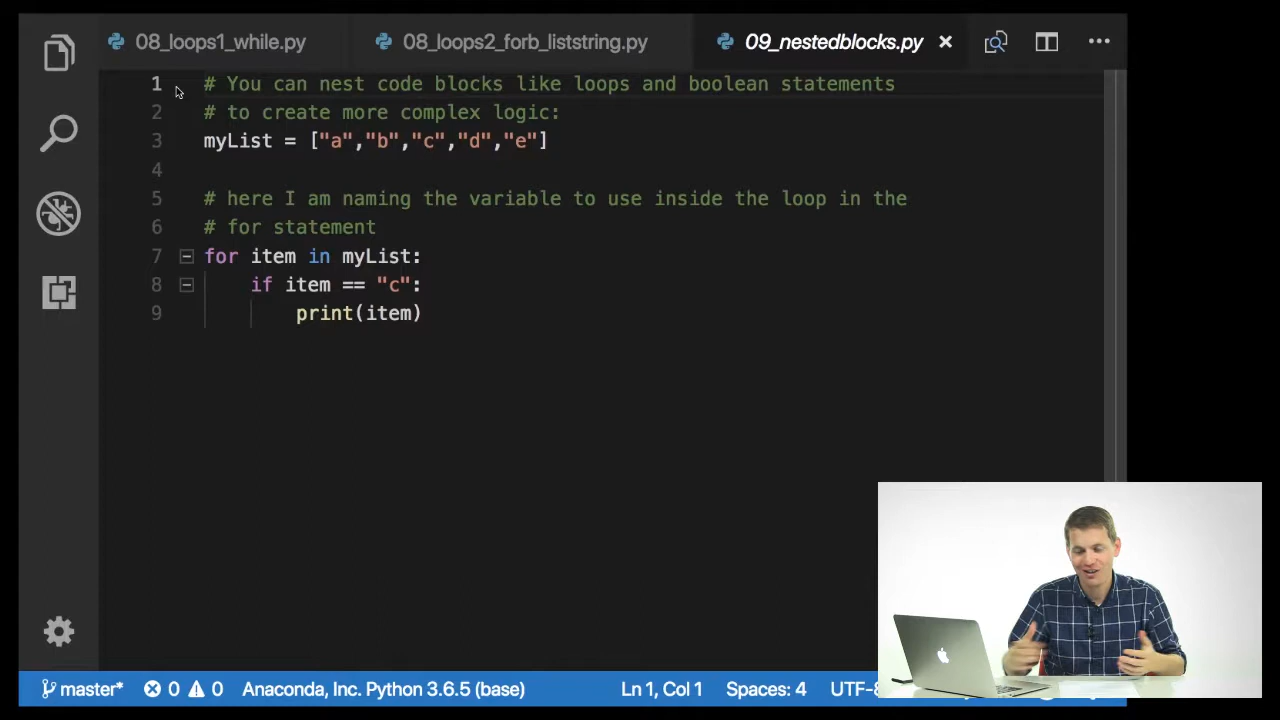 08_loops1_while.py 08_loops2_forb_liststring.py 09_nestedblocks.py
1 # You can nest code blocks like loops and boolean statements
2 # to create more complex logic:
3 myList = ["a","b","c","d","e"]
4
5 # here I am naming the variable to use inside the loop in the
6 # for statement
7 for item in myList:
8 if item == "c":
9 print(item)
master* 0 0 Anaconda, Inc. Python 3.6.5 (base) Ln 1, Col 1 Spaces: 4 UTF-8